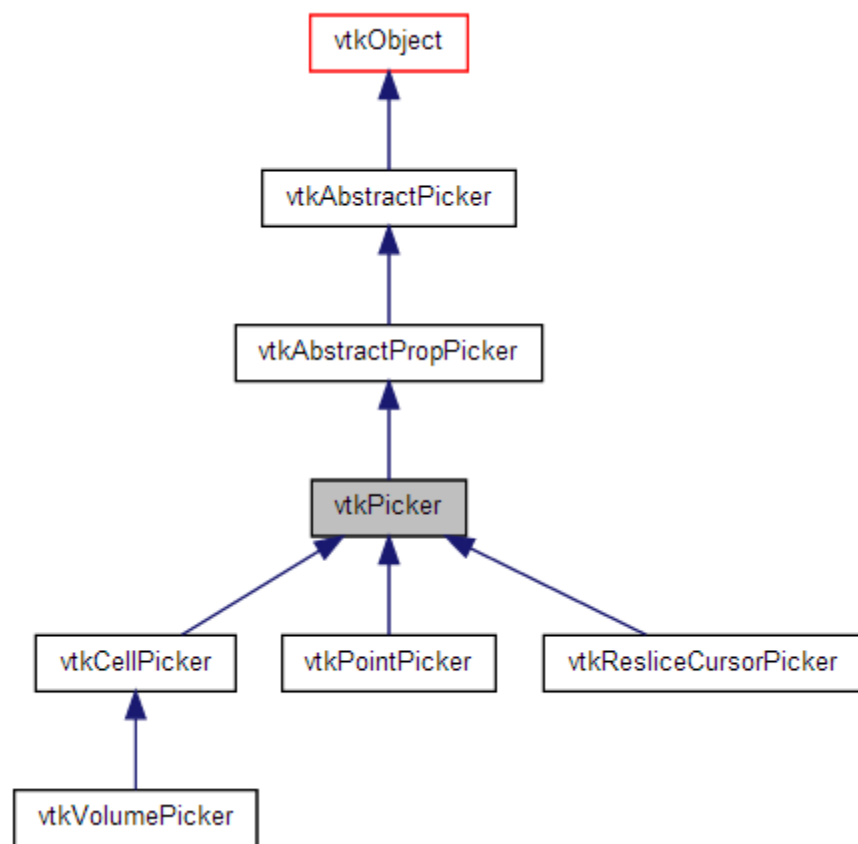 vtkObject
vtkAbstractPicker
vtkAbstractPropPicker
vtkPicker
vtkCellPicker
vtkPointPicker
vtkResliceCursorPicker
vtkVolumePicker